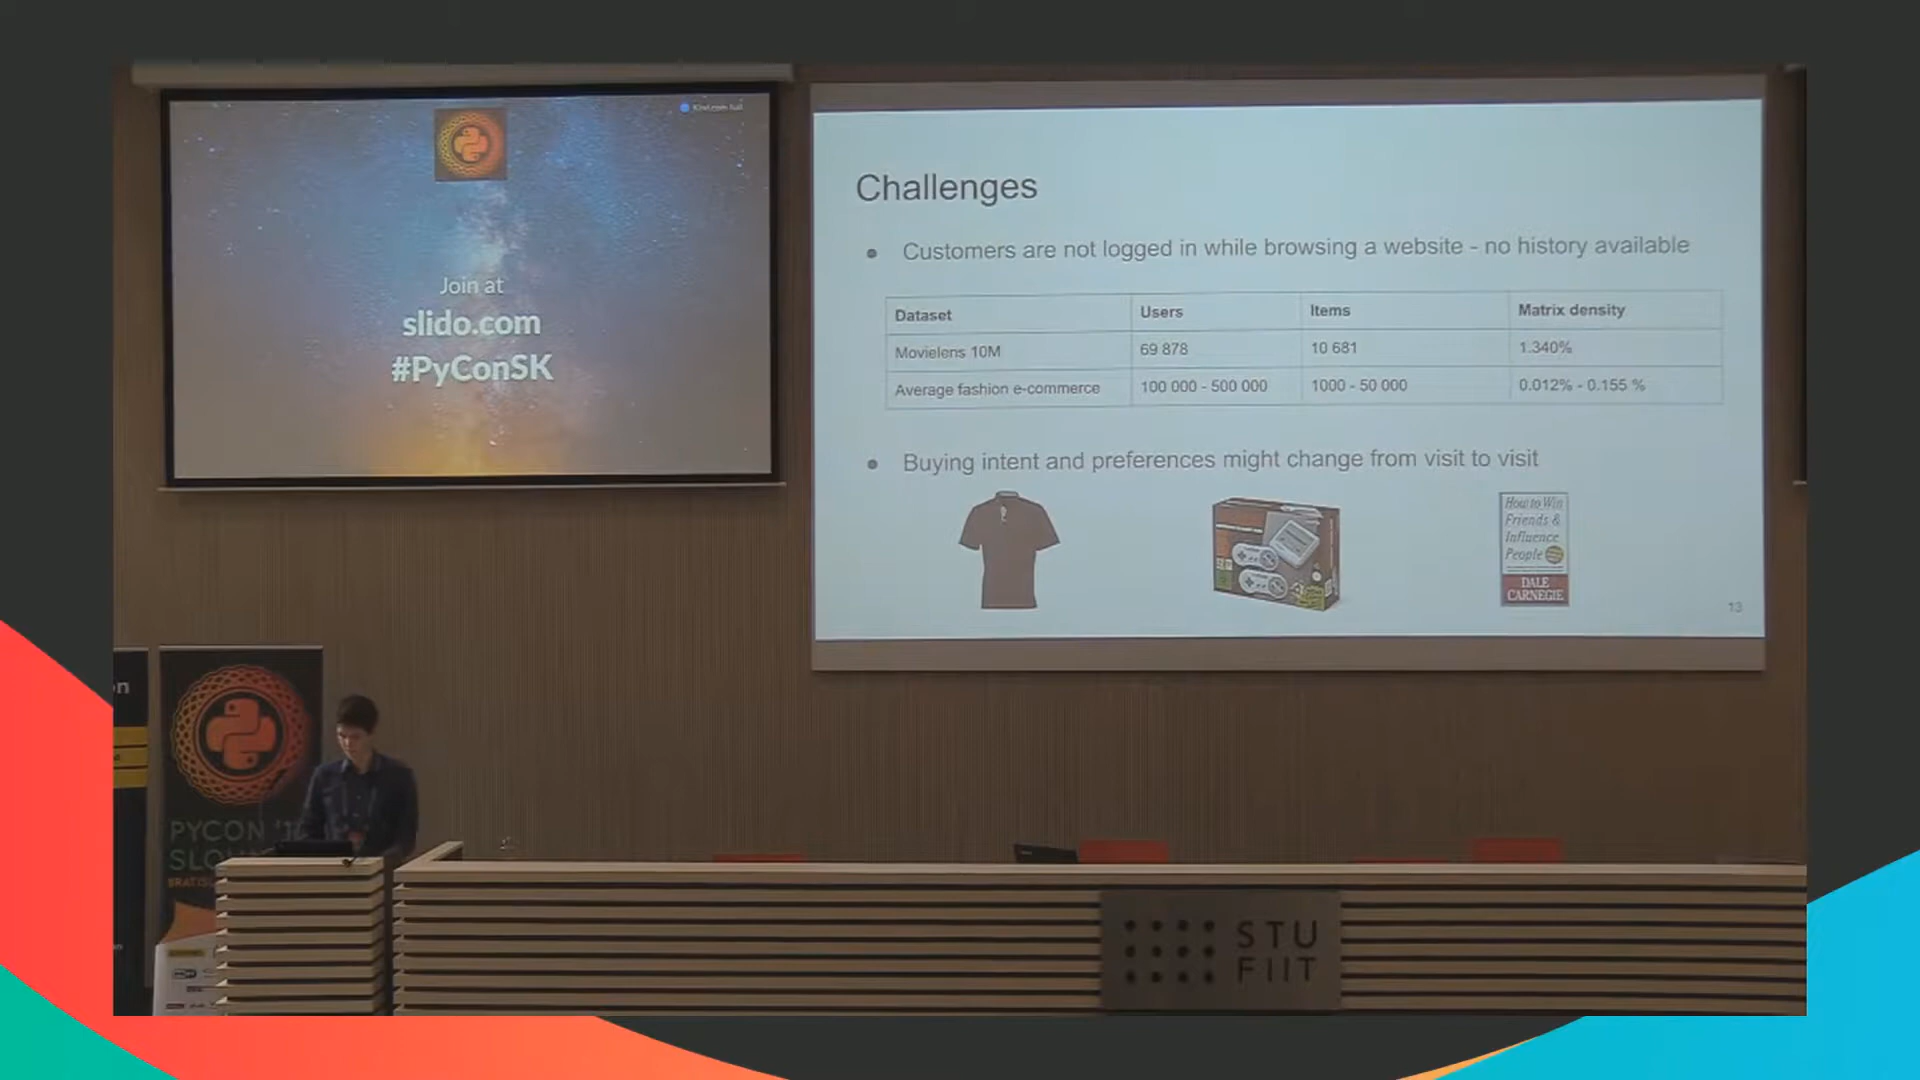 Kiwi.com hall
Join at
slido.com
#PyConSK
Challenges
● Customers are not logged in while browsing a website - no history available
Dataset Users Items Matrix density
Movielens 10M 69 878 10 681 1.340%
Average fashion e-commerce 100 000 - 500 000 1000 - 50 000 0.012% - 0.155 %
● Buying intent and preferences might change from visit to visit
How to Win
Friends &
Influence
People
DALE
CARNEGIE
13
PYCON
STU
FIIT